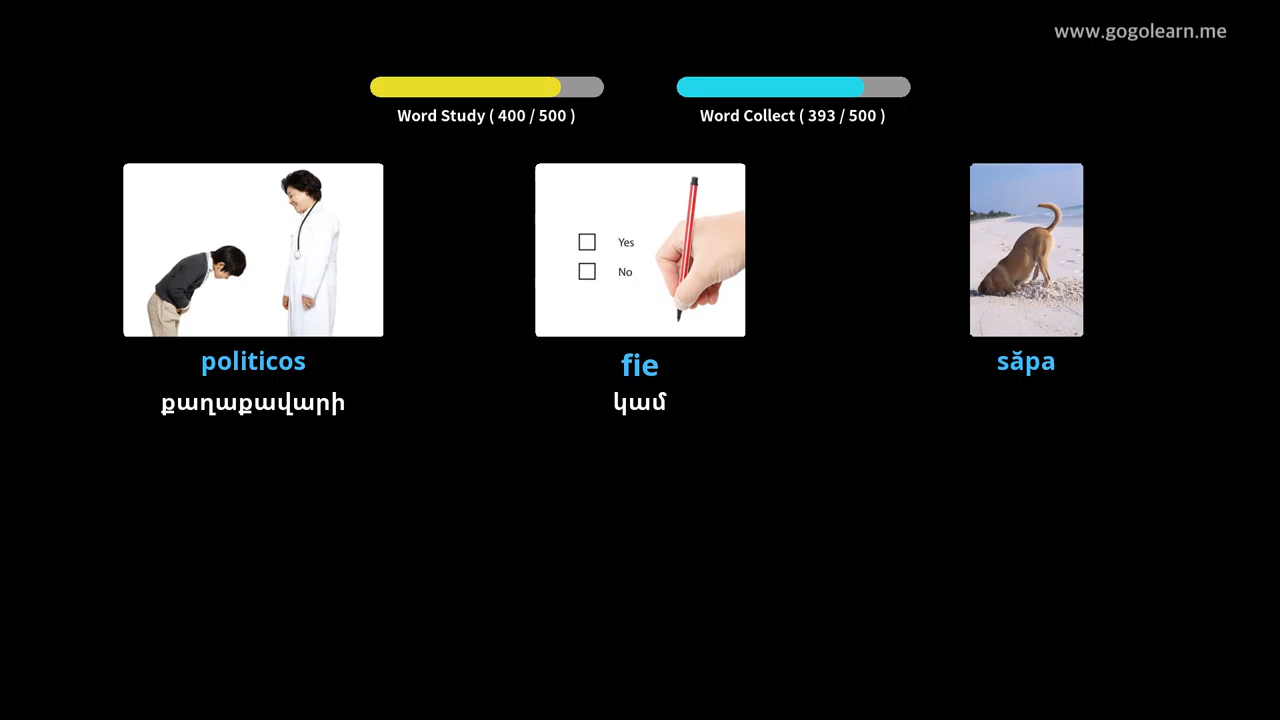 www.gogolearn.me
Word Study ( 400 / 500 )
Word Collect ( 393 / 500 )
Yes
No
politicos
fie
săpa
քաղաքավարի
կամ